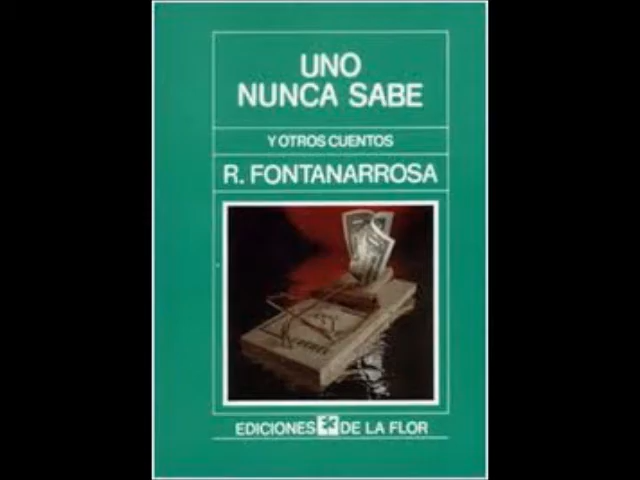 UNO
NUNCA SABE
Y OTROS CUENTOS
R. FONTANARROSA
EDICIONES DE LA FLOR